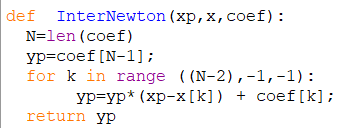 def  InterNewton(xp,x,coef):
  N=len(coef)
  yp=coef[N-1];
  for k in range ((N-2),-1,-1):
       yp=yp*(xp-x[k]) + coef[k];
  return yp